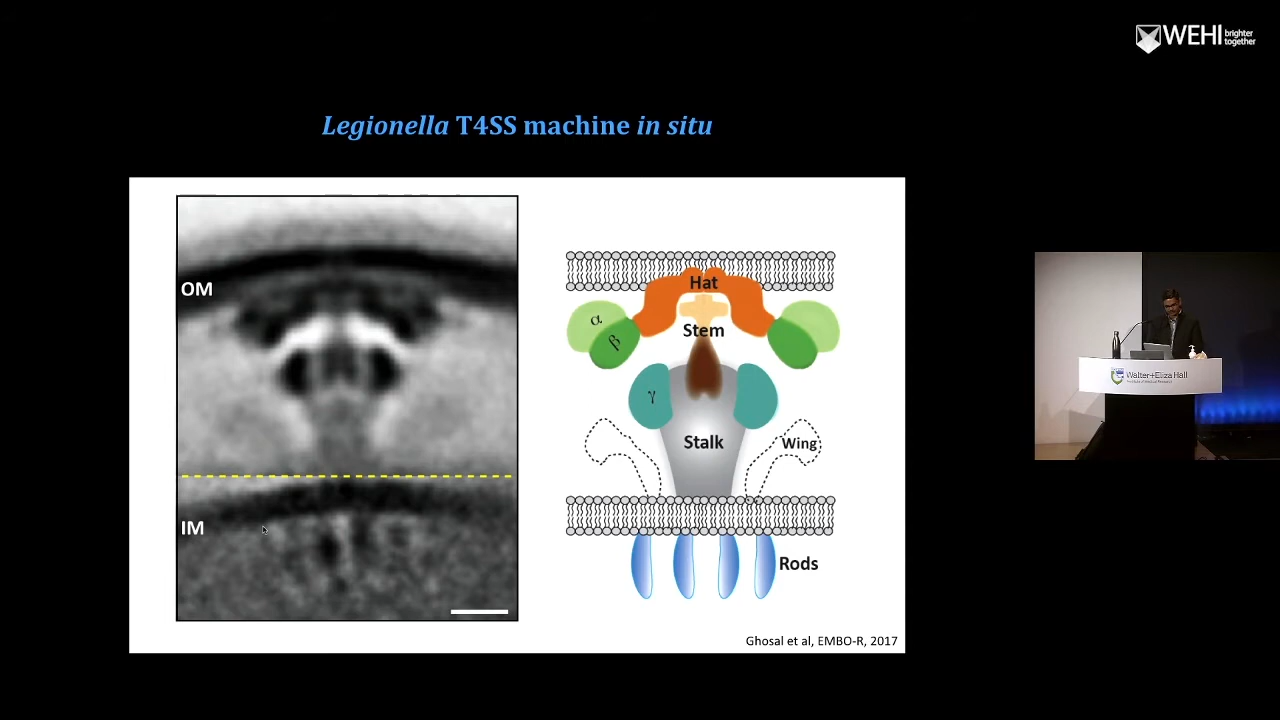 WEHI brighter together
Legionella T4SS machine in situ
OM
IM
Hat
α
β
Stem
γ
Stalk
Wing
Rods
Ghosal et al, EMBO-R, 2017
Walter+Eliza Hall